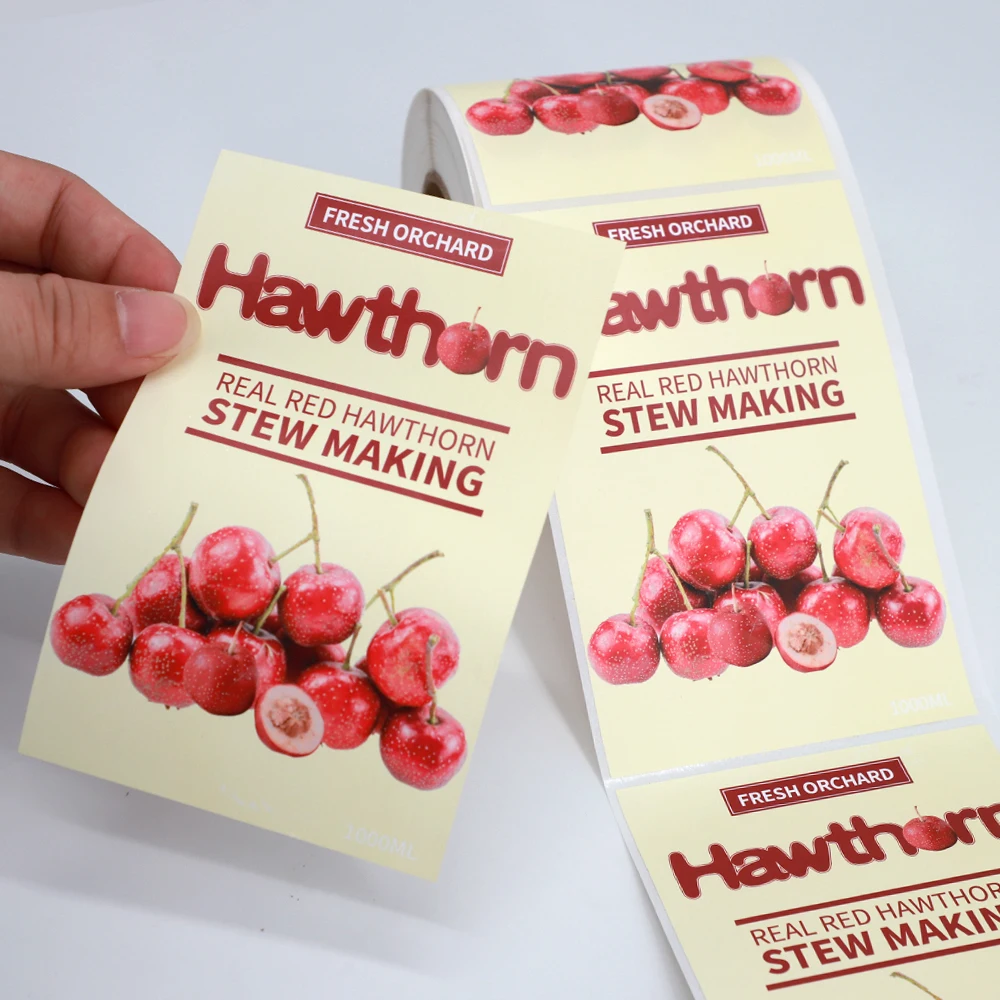 FRESH ORCHARD
Hawthorn
REAL RED HAWTHORN
STEW MAKING
1000ML
1000ML
FRESH ORCHARD
awthorn
REAL RED HAWTHORN
STEW MAKING
1000ML
FRESH ORCHARD
Hawthorn
REAL RED HAWTHOR
STEW MAKIN